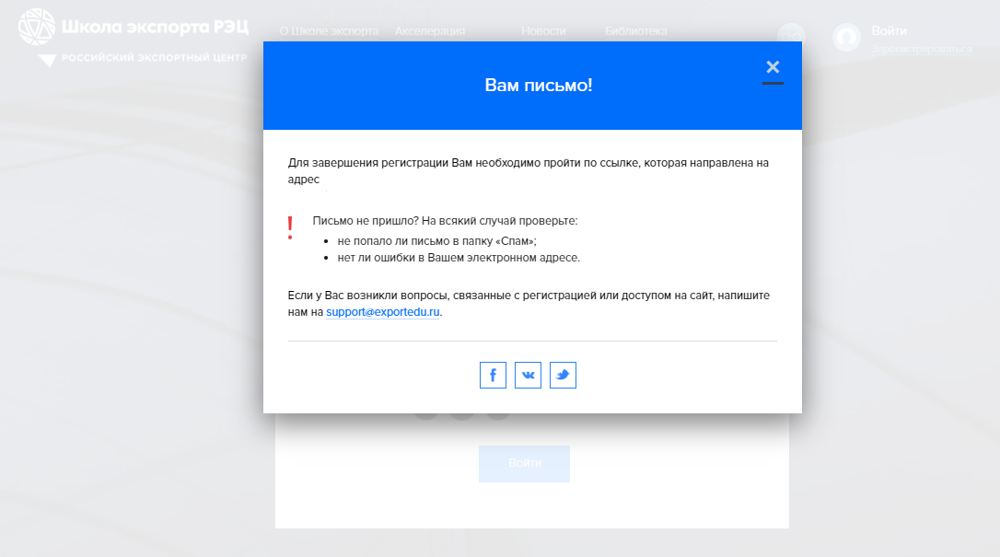 Школа экспорта РЭЦ
РОССИЙСКИЙ ЭКСПОРТНЫЙ ЦЕНТР
О Школе экспорта Акселерация Новости Библиотека
Войти
Зарегистрироваться
Вам письмо!
Для завершения регистрации Вам необходимо пройти по ссылке, которая направлена на
адрес
Письмо не пришло? На всякий случай проверьте:
• не попало ли письмо в папку «Спам»;
• нет ли ошибки в Вашем электронном адресе.
Если у Вас возникли вопросы, связанные с регистрацией или доступом на сайт, напишите
нам на support@exportedu.ru.
Войти